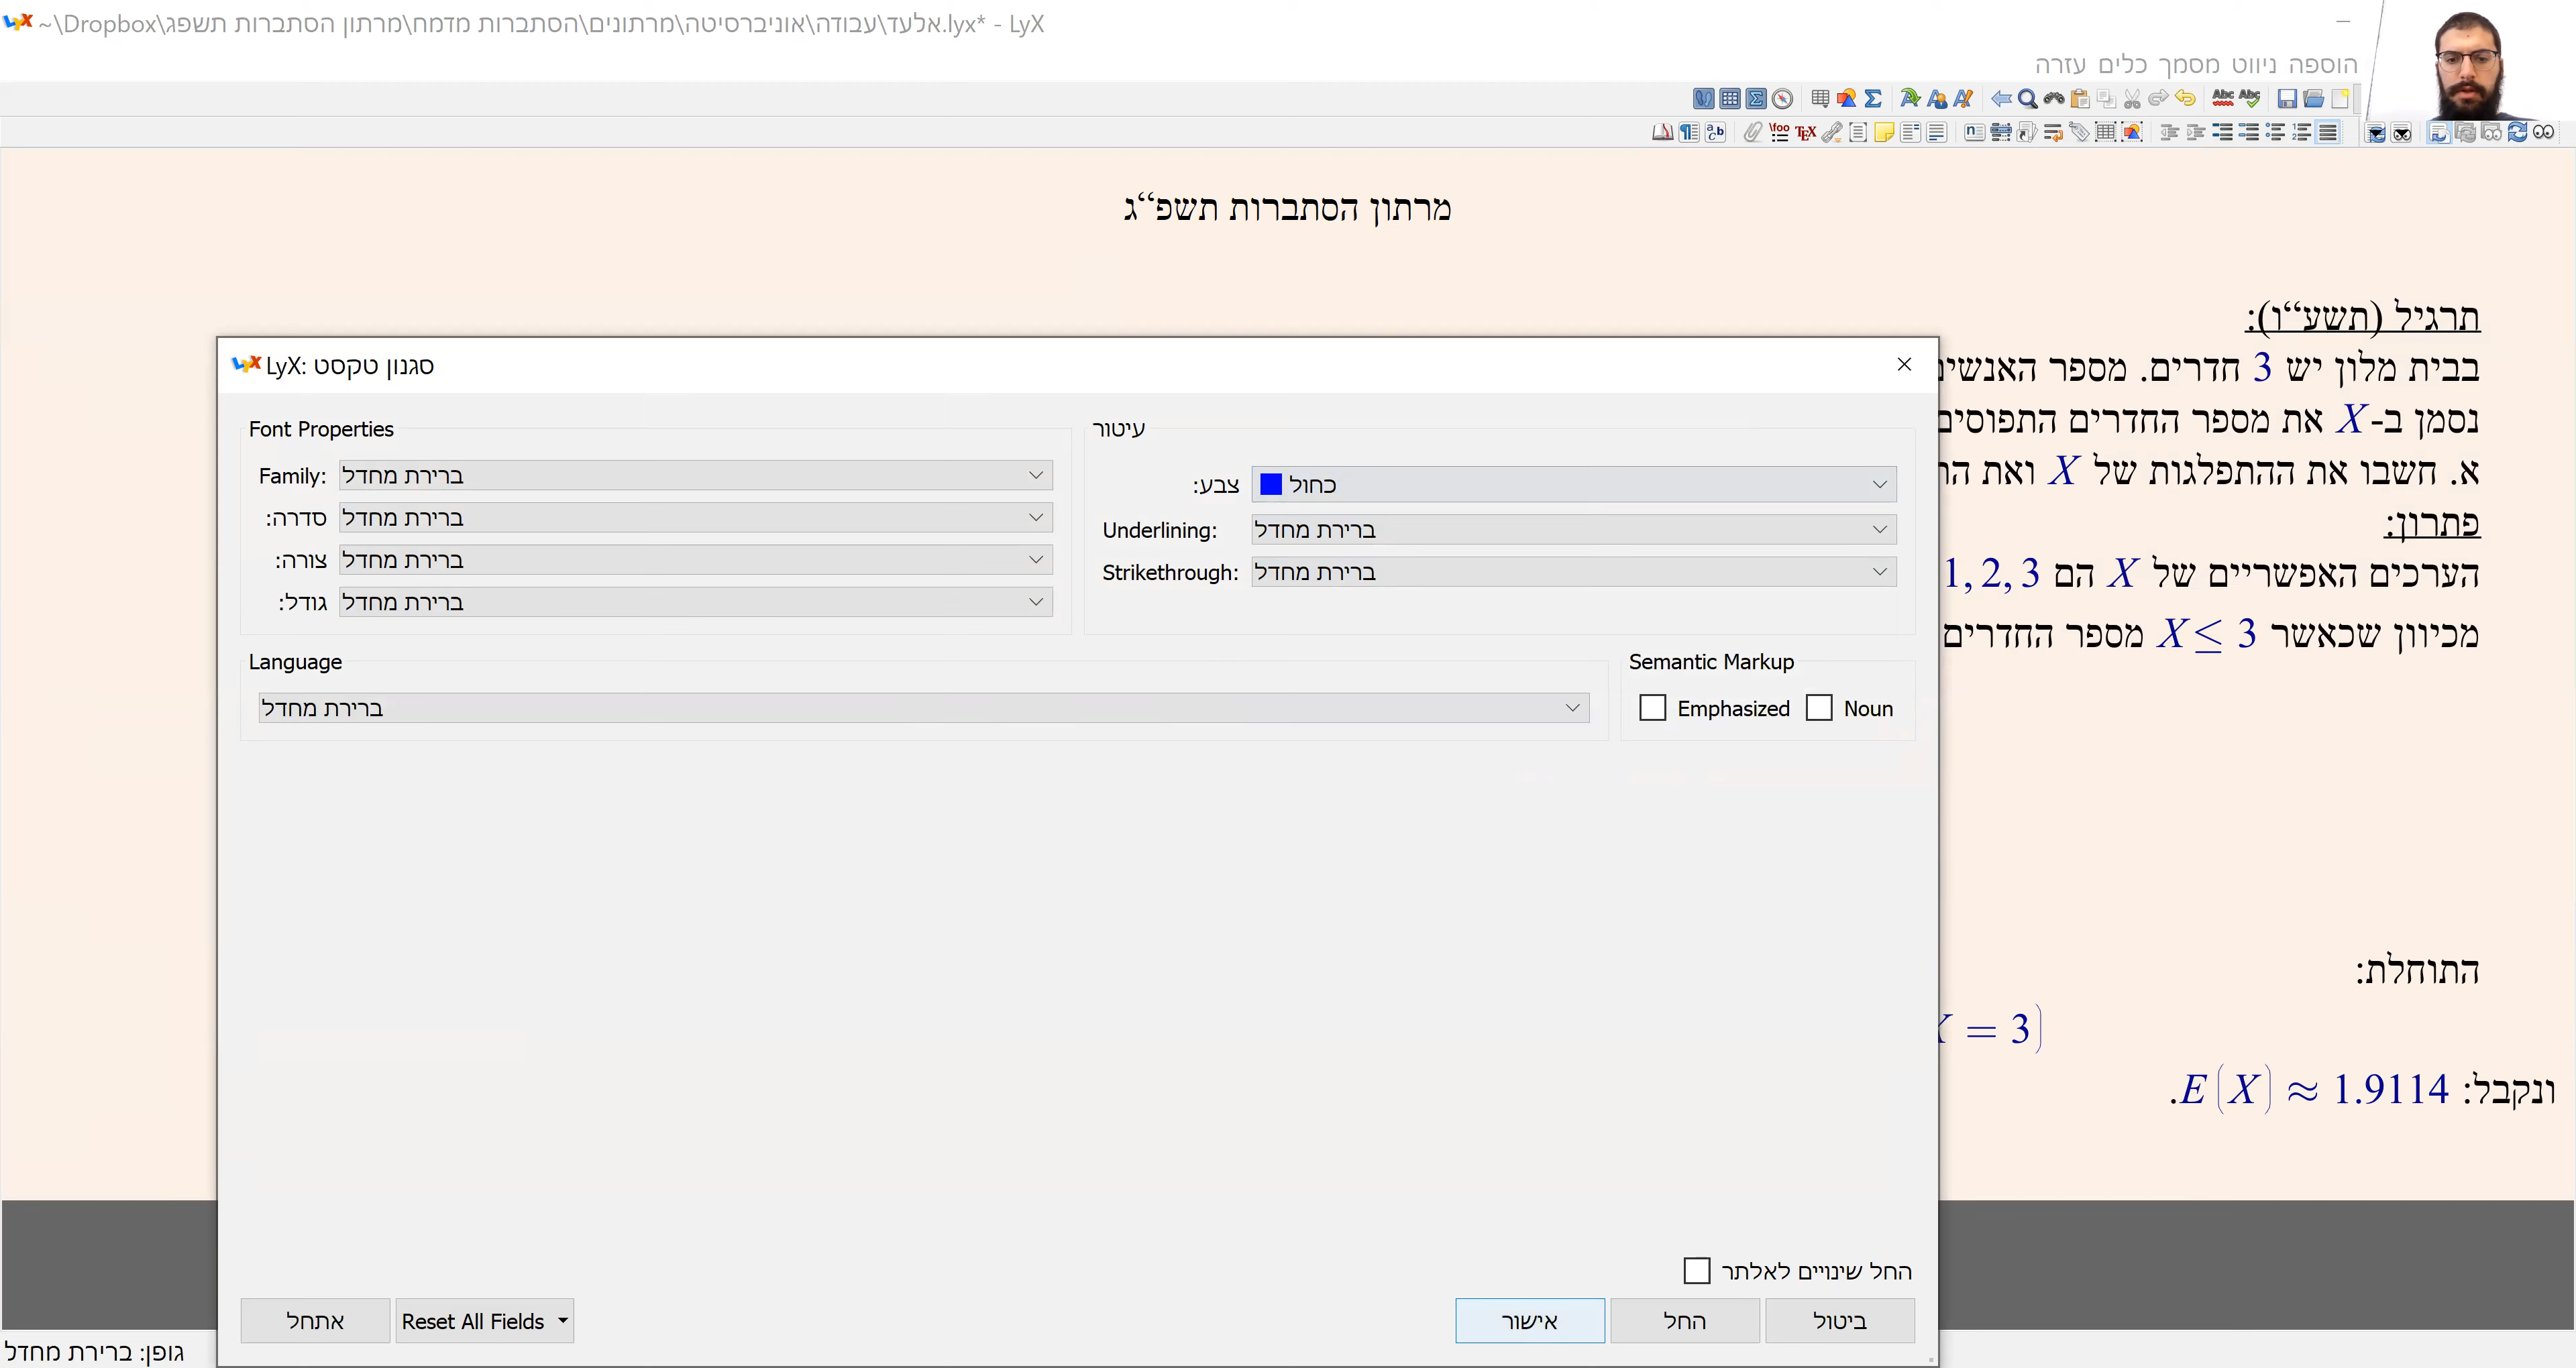 ~\Dropbox\אלעד\עבודה\אוניברסיטה\מרתונים\הסתברות מדמח\מרתון הסתברות תשפג.lyx* - LyX
הוספה ניווט מסמך כלים עזרה
מרתון הסתברות תשפ“ג
תרגיל (תשע“ו):
בבית מלון יש 3 חדרים. מספר האנשים
נסמן ב-X את מספר החדרים התפוסים
א. חשבו את ההתפלגות של X ואת
פתרון:
הערכים האפשריים של X הם 1, 2, 3
מכיוון שכאשר X ≤ 3 מספר החדרים
התוחלת:
X = 3)
ונקבל: E(X) ≈ 1.9114.
LyX: סגנון טקסט
Font Properties
Family: ברירת מחדל
סדרה: ברירת מחדל
צורה: ברירת מחדל
גודל: ברירת מחדל
עיטור
צבע: כחול
Underlining: ברירת מחדל
Strikethrough: ברירת מחדל
Language
ברירת מחדל
Semantic Markup
Emphasized Noun
החל שינויים לאלתר
אתחל Reset All Fields אישור החל ביטול
גופן: ברירת מחדל